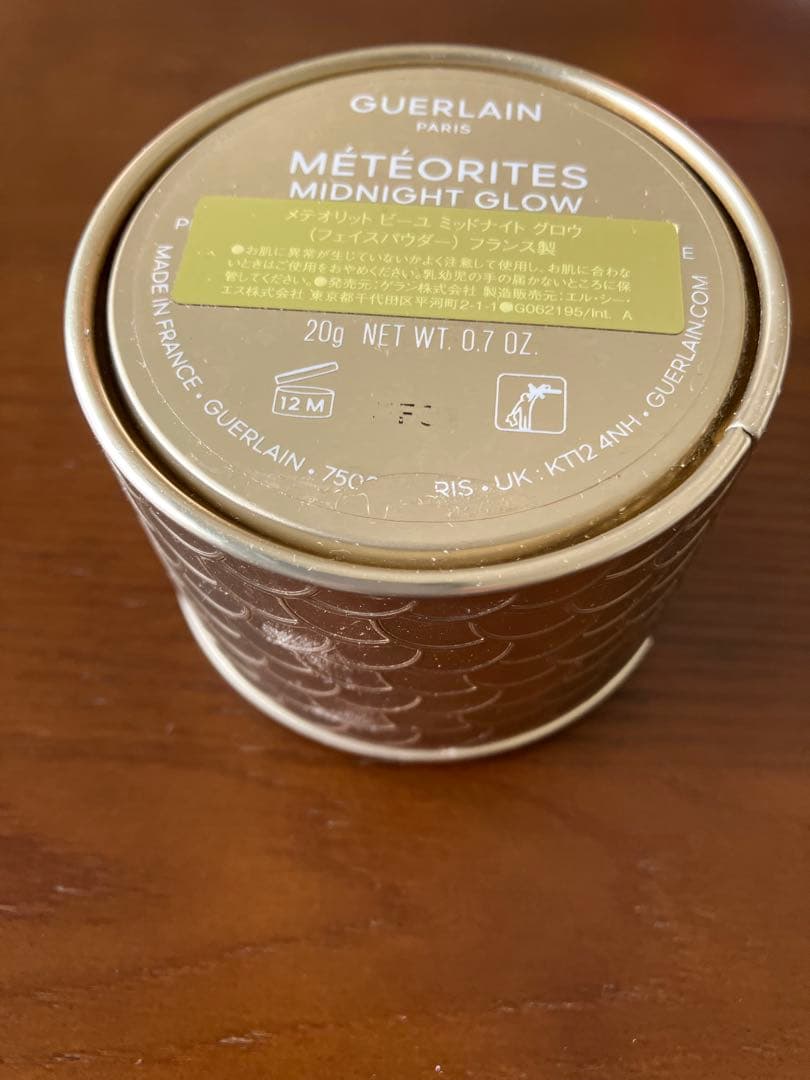 GUERLAIN
PARIS
MÉTÉORITES
MIDNIGHT GLOW
メテオリット ビーユ ミッドナイト グロウ
(フェイスパウダー) フランス製
●お肌に異常が生じていないかよく注意して使用し、お肌に合わな
いときはご使用をおやめください。乳幼児の手の届かないところに保
管してください。●発売元:ゲラン株式会社 製造販売元:エル・シー・
エス株式会社 東京都千代田区平河町2-1-1●G062195/Int. A
20g NET WT. 0.7 OZ.
12 M
MADE IN FRANCE • GUERLAIN • 750 RIS • UK : KT12 4NH • GUERLAIN.COM